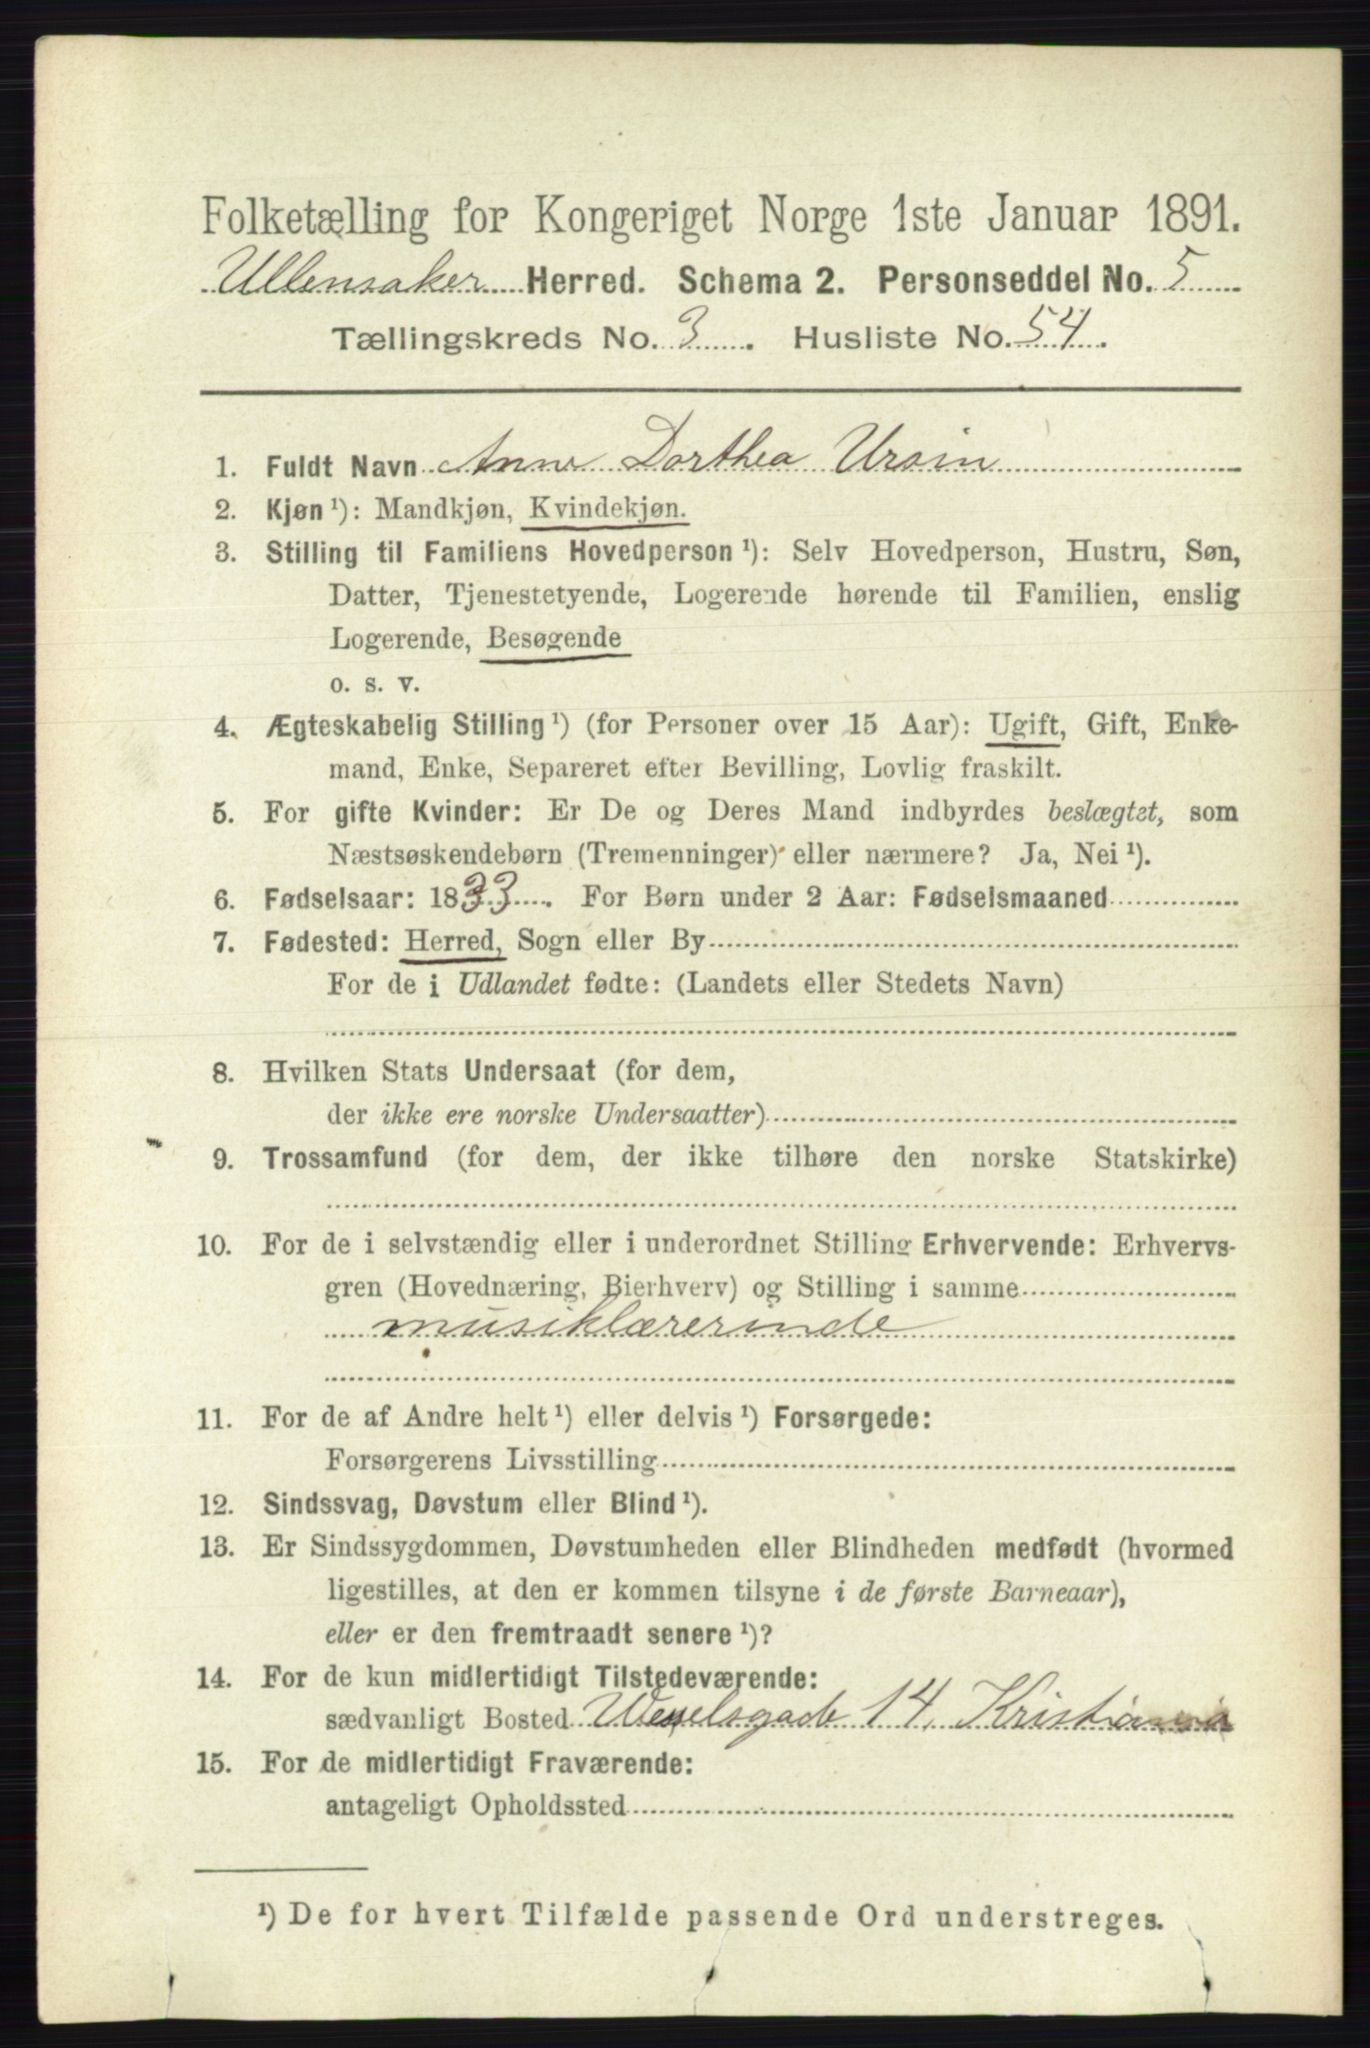 Folketælling for Kongeriget Norge 1ste Januar 1891.
Ullensaker Herred. Schema 2. Personseddel No. 5
Tællingskreds No. 3. Husliste No. 54.
1. Fuldt Navn Anne Dorthea Ursin
2. Kjøn ¹): Mandkjøn, Kvindekjøn.
3. Stilling til Familiens Hovedperson ¹): Selv Hovedperson, Hustru, Søn,
Datter, Tjenestetyende, Logerende hørende til Familien, enslig
Logerende, Besøgende
o. s. v.
4. Ægteskabelig Stilling ¹) (for Personer over 15 Aar): Ugift, Gift, Enke-
mand, Enke, Separeret efter Bevilling, Lovlig fraskilt.
5. For gifte Kvinder: Er De og Deres Mand indbyrdes beslægtet, som
Næstsøskendebørn (Tremenninger) eller nærmere? Ja, Nei ¹).
6. Fødselsaar: 1833. For Børn under 2 Aar: Fødselsmaaned
7. Fødested: Herred, Sogn eller By
For de i Udlandet fødte: (Landets eller Stedets Navn)
8. Hvilken Stats Undersaat (for dem,
der ikke ere norske Undersaatter)
9. Trossamfund (for dem, der ikke tilhøre den norske Statskirke)
10. For de i selvstændig eller i underordnet Stilling Erhvervende: Erhvervs-
gren (Hovednæring, Bierhverv) og Stilling i samme
musiklærerinde
11. For de af Andre helt ¹) eller delvis ¹) Forsørgede:
Forsørgerens Livsstilling
12. Sindssvag, Døvstum eller Blind ¹).
13. Er Sindssygdommen, Døvstumheden eller Blindheden medfødt (hvormed
ligestilles, at den er kommen tilsyne i de første Barneaar),
eller er den fremtraadt senere ¹)?
14. For de kun midlertidigt Tilstedeværende:
sædvanligt Bosted Wesselsgade 14, Kristiania
15. For de midlertidigt Fraværende:
antageligt Opholdssted
¹) De for hvert Tilfælde passende Ord understreges.